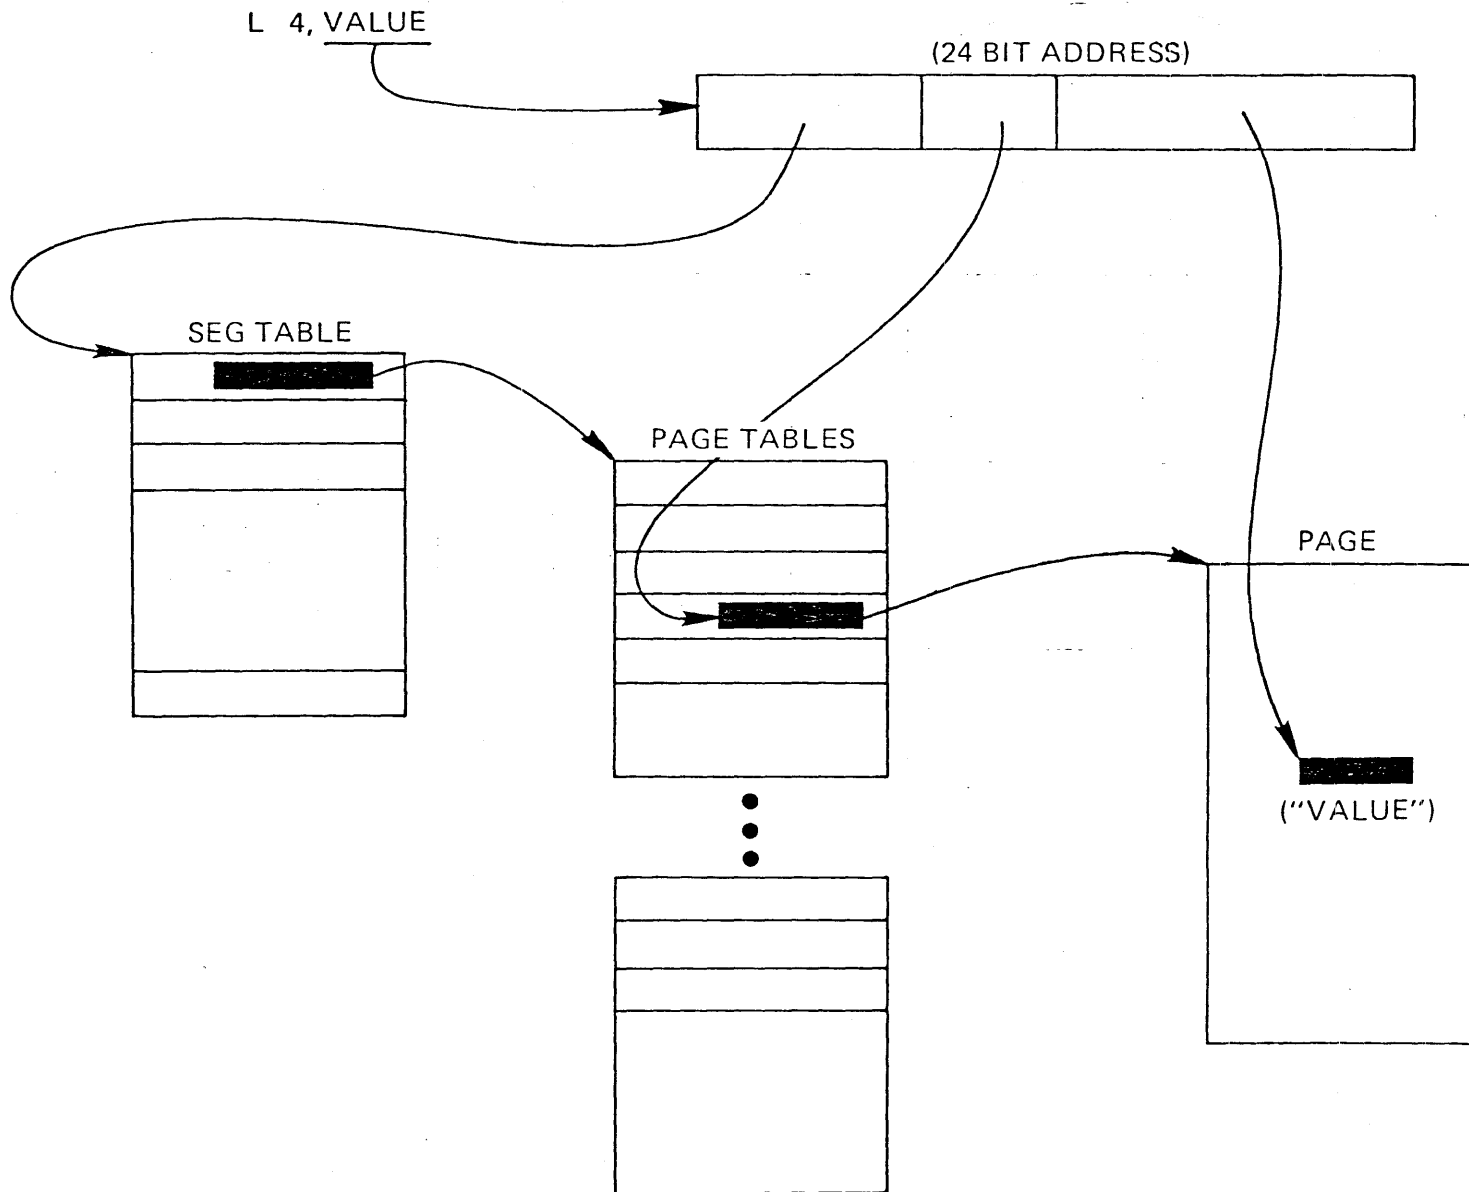 L 4, VALUE
(24 BIT ADDRESS)
SEG TABLE
PAGE TABLES
PAGE
("VALUE")